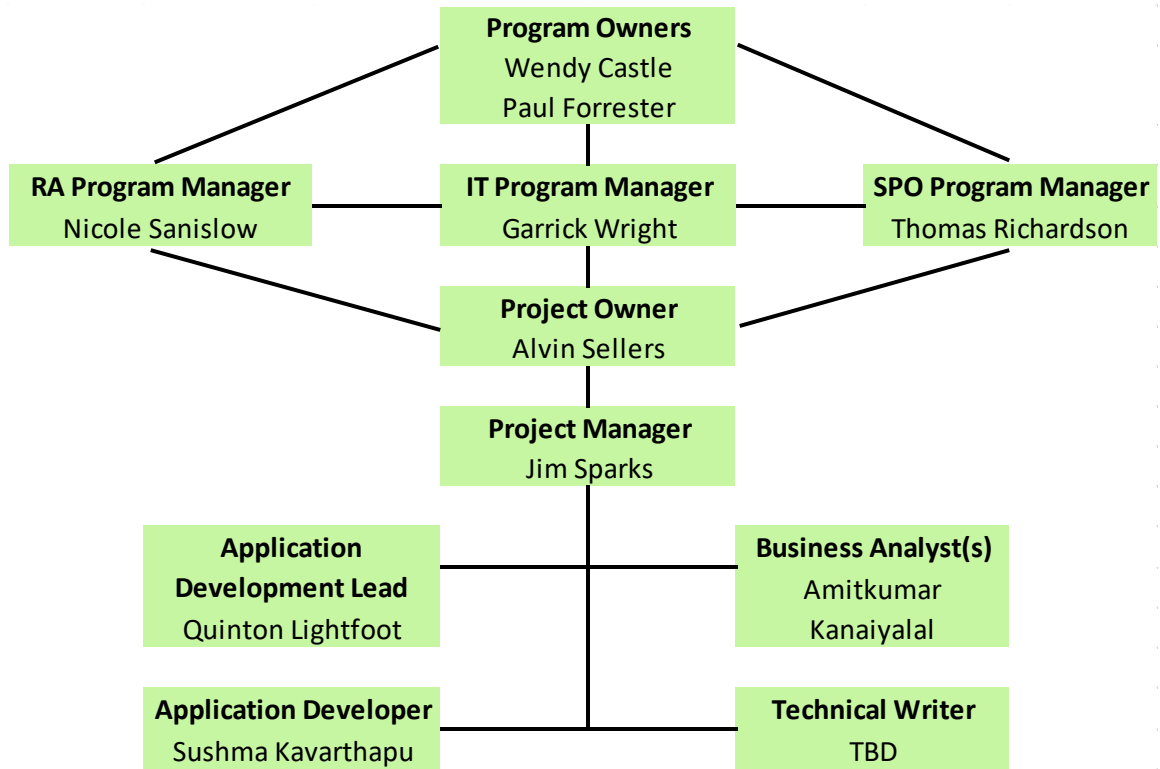 Program Owners
Wendy Castle
Paul Forrester
RA Program Manager
Nicole Sanislow
IT Program Manager
Garrick Wright
SPO Program Manager
Thomas Richardson
Project Owner
Alvin Sellers
Project Manager
Jim Sparks
Application
Development Lead
Quinton Lightfoot
Business Analyst(s)
Amitkumar
Kanaiyalal
Application Developer
Sushma Kavarthapu
Technical Writer
TBD